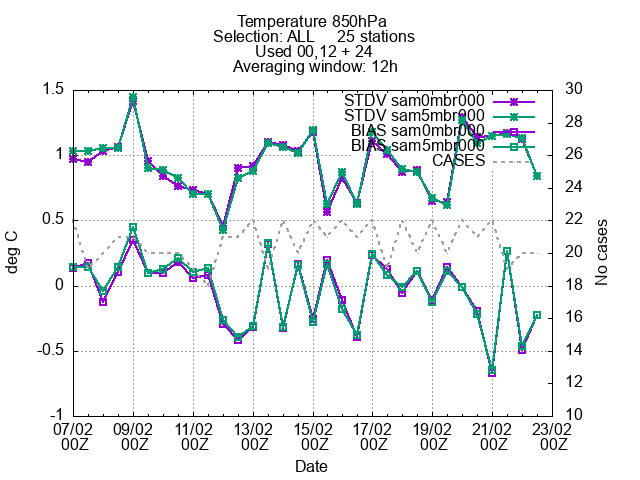 Temperature 850hPa
Selection: ALL 25 stations
Used 00,12 + 24
Averaging window: 12h
STDV sam0mbr000
STDV sam5mbr000
BIAS sam0mbr000
BIAS sam5mbr000
CASES
deg C
1.5
1
0.5
0
-0.5
-1
No cases
30
28
26
24
22
20
18
16
14
12
10
07/02 09/02 11/02 13/02 15/02 17/02 19/02 21/02 23/02
00Z 00Z 00Z 00Z 00Z 00Z 00Z 00Z 00Z
Date